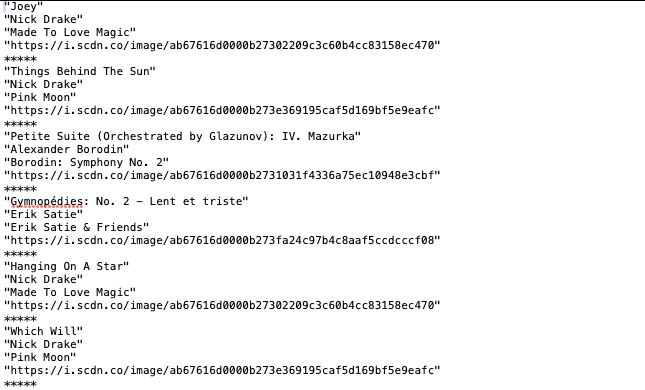 "Joey"
"Nick Drake"
"Made To Love Magic"
"https://i.scdn.co/image/ab67616d0000b27302209c3c60b4cc83158ec470"
*****
"Things Behind The Sun"
"Nick Drake"
"Pink Moon"
"https://i.scdn.co/image/ab67616d0000b273e369195caf5d169bf5e9eafc"
*****
"Petite Suite (Orchestrated by Glazunov): IV. Mazurka"
"Alexander Borodin"
"Borodin: Symphony No. 2"
"https://i.scdn.co/image/ab67616d0000b2731031f4336a75ec10948e3cbf"
*****
"Gymnopédies: No. 2 – Lent et triste"
"Erik Satie"
"Erik Satie & Friends"
"https://i.scdn.co/image/ab67616d0000b273fa24c97b4c8aaf5ccdcccf08"
*****
"Hanging On A Star"
"Nick Drake"
"Made To Love Magic"
"https://i.scdn.co/image/ab67616d0000b27302209c3c60b4cc83158ec470"
*****
"Which Will"
"Nick Drake"
"Pink Moon"
"https://i.scdn.co/image/ab67616d0000b273e369195caf5d169bf5e9eafc"
*****